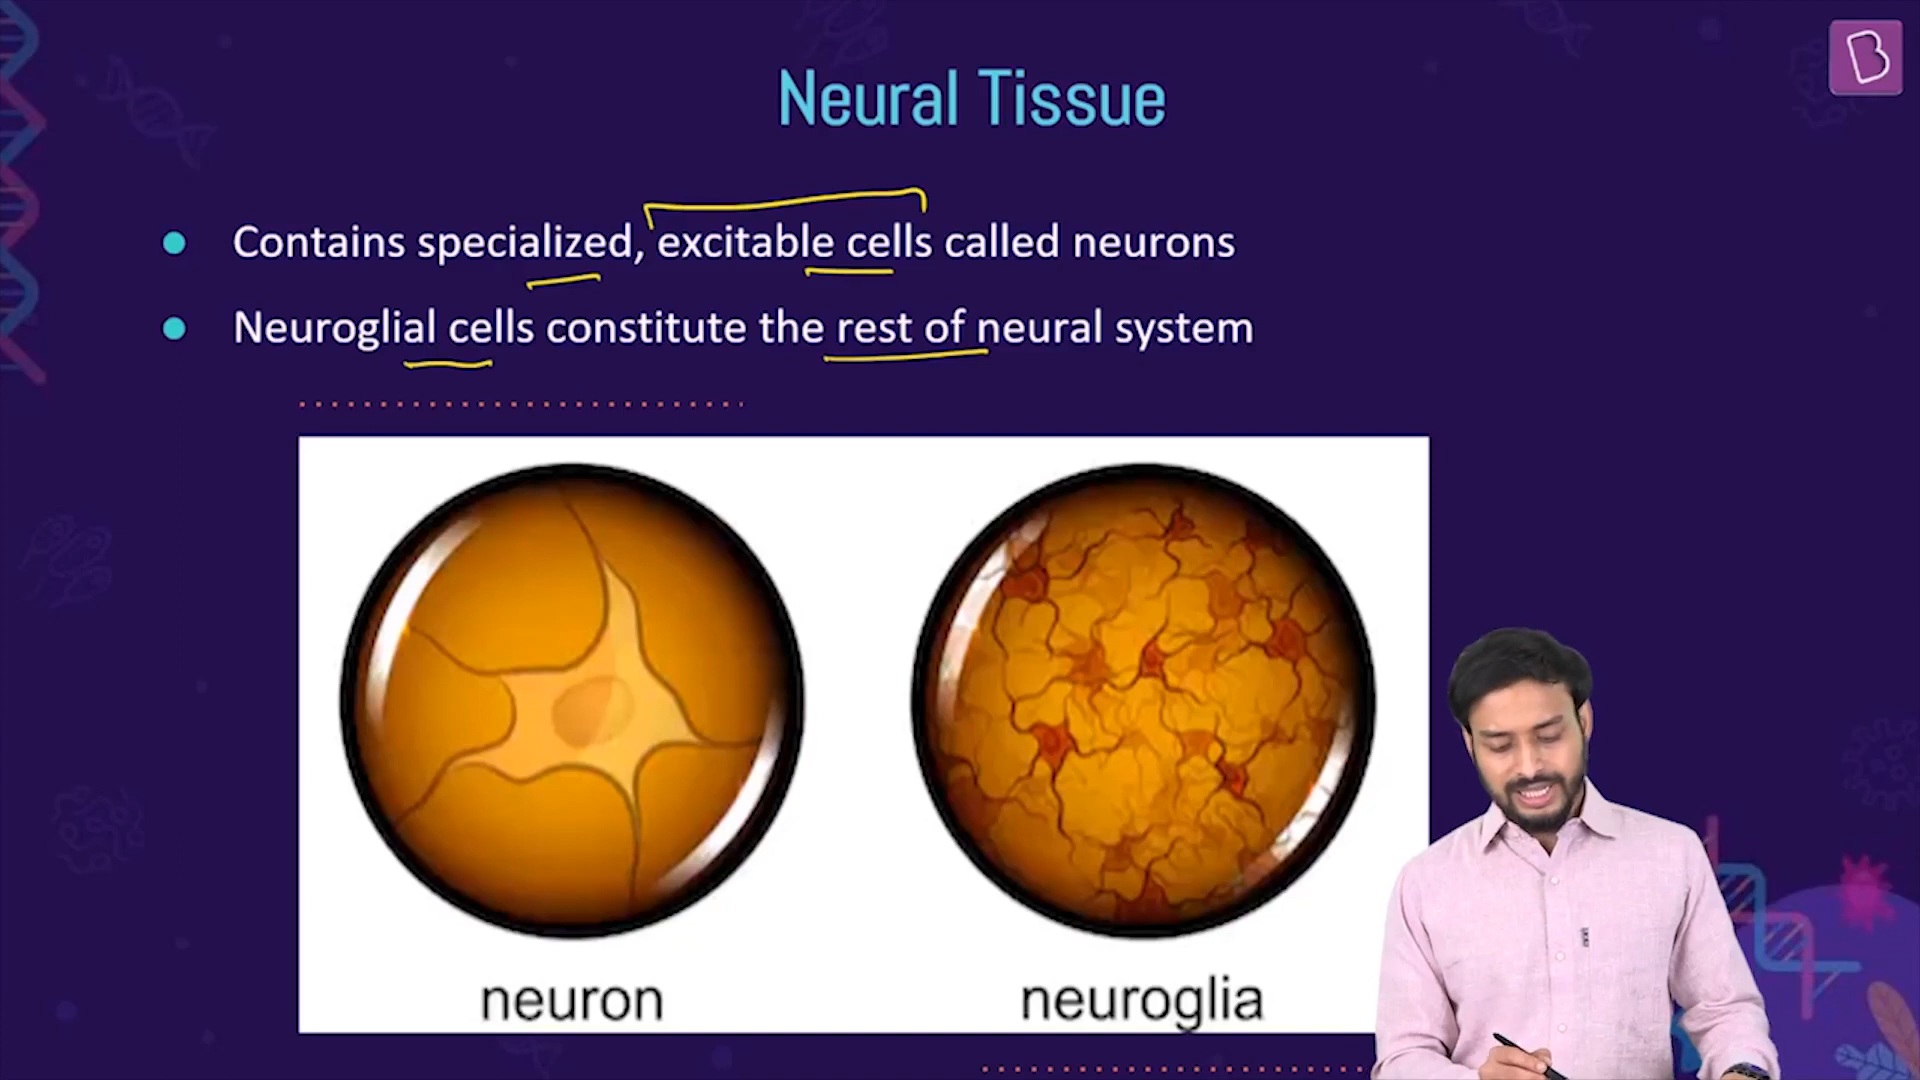 Neural Tissue
Contains specialized, excitable cells called neurons
Neuroglial cells constitute the rest of neural system
neuron
neuroglia
B